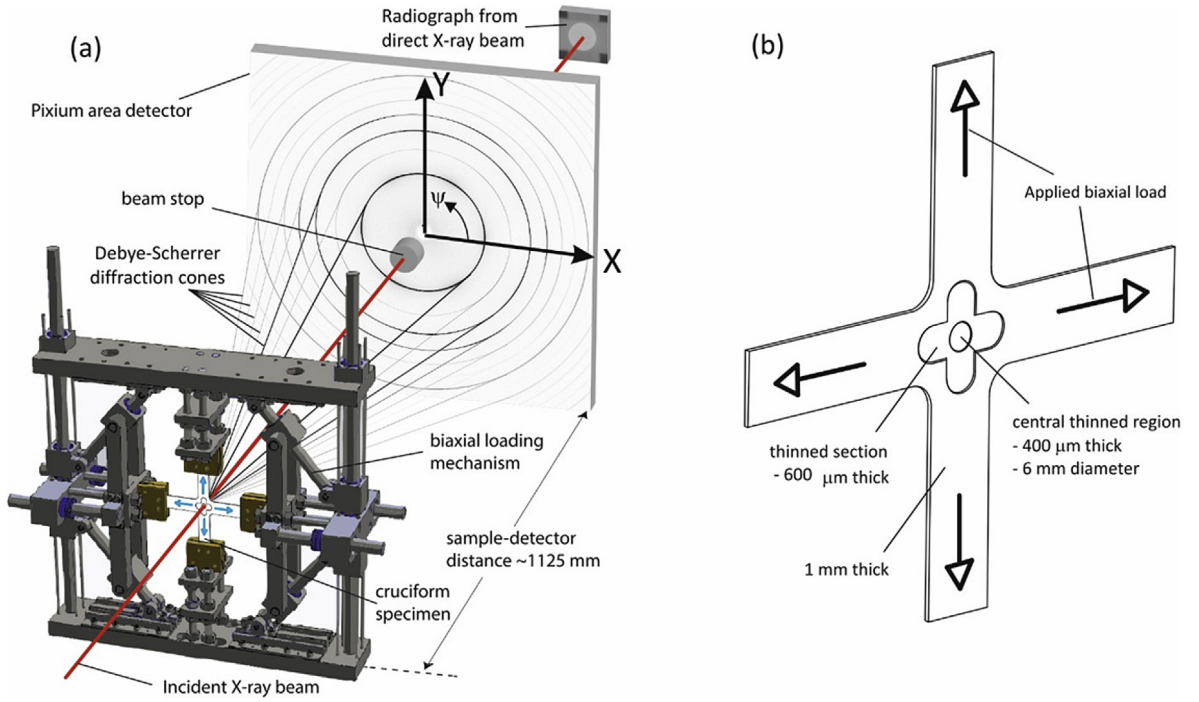 (a)
Radiograph from
direct X-ray beam
Pixium area detector
Y
beam stop
ψ
X
Debye-Scherrer
diffraction cones
biaxial loading
mechanism
sample-detector
distance ~1125 mm
cruciform
specimen
Incident X-ray beam
(b)
Applied biaxial load
thinned section
- 600 μm thick
central thinned region
- 400 μm thick
- 6 mm diameter
1 mm thick